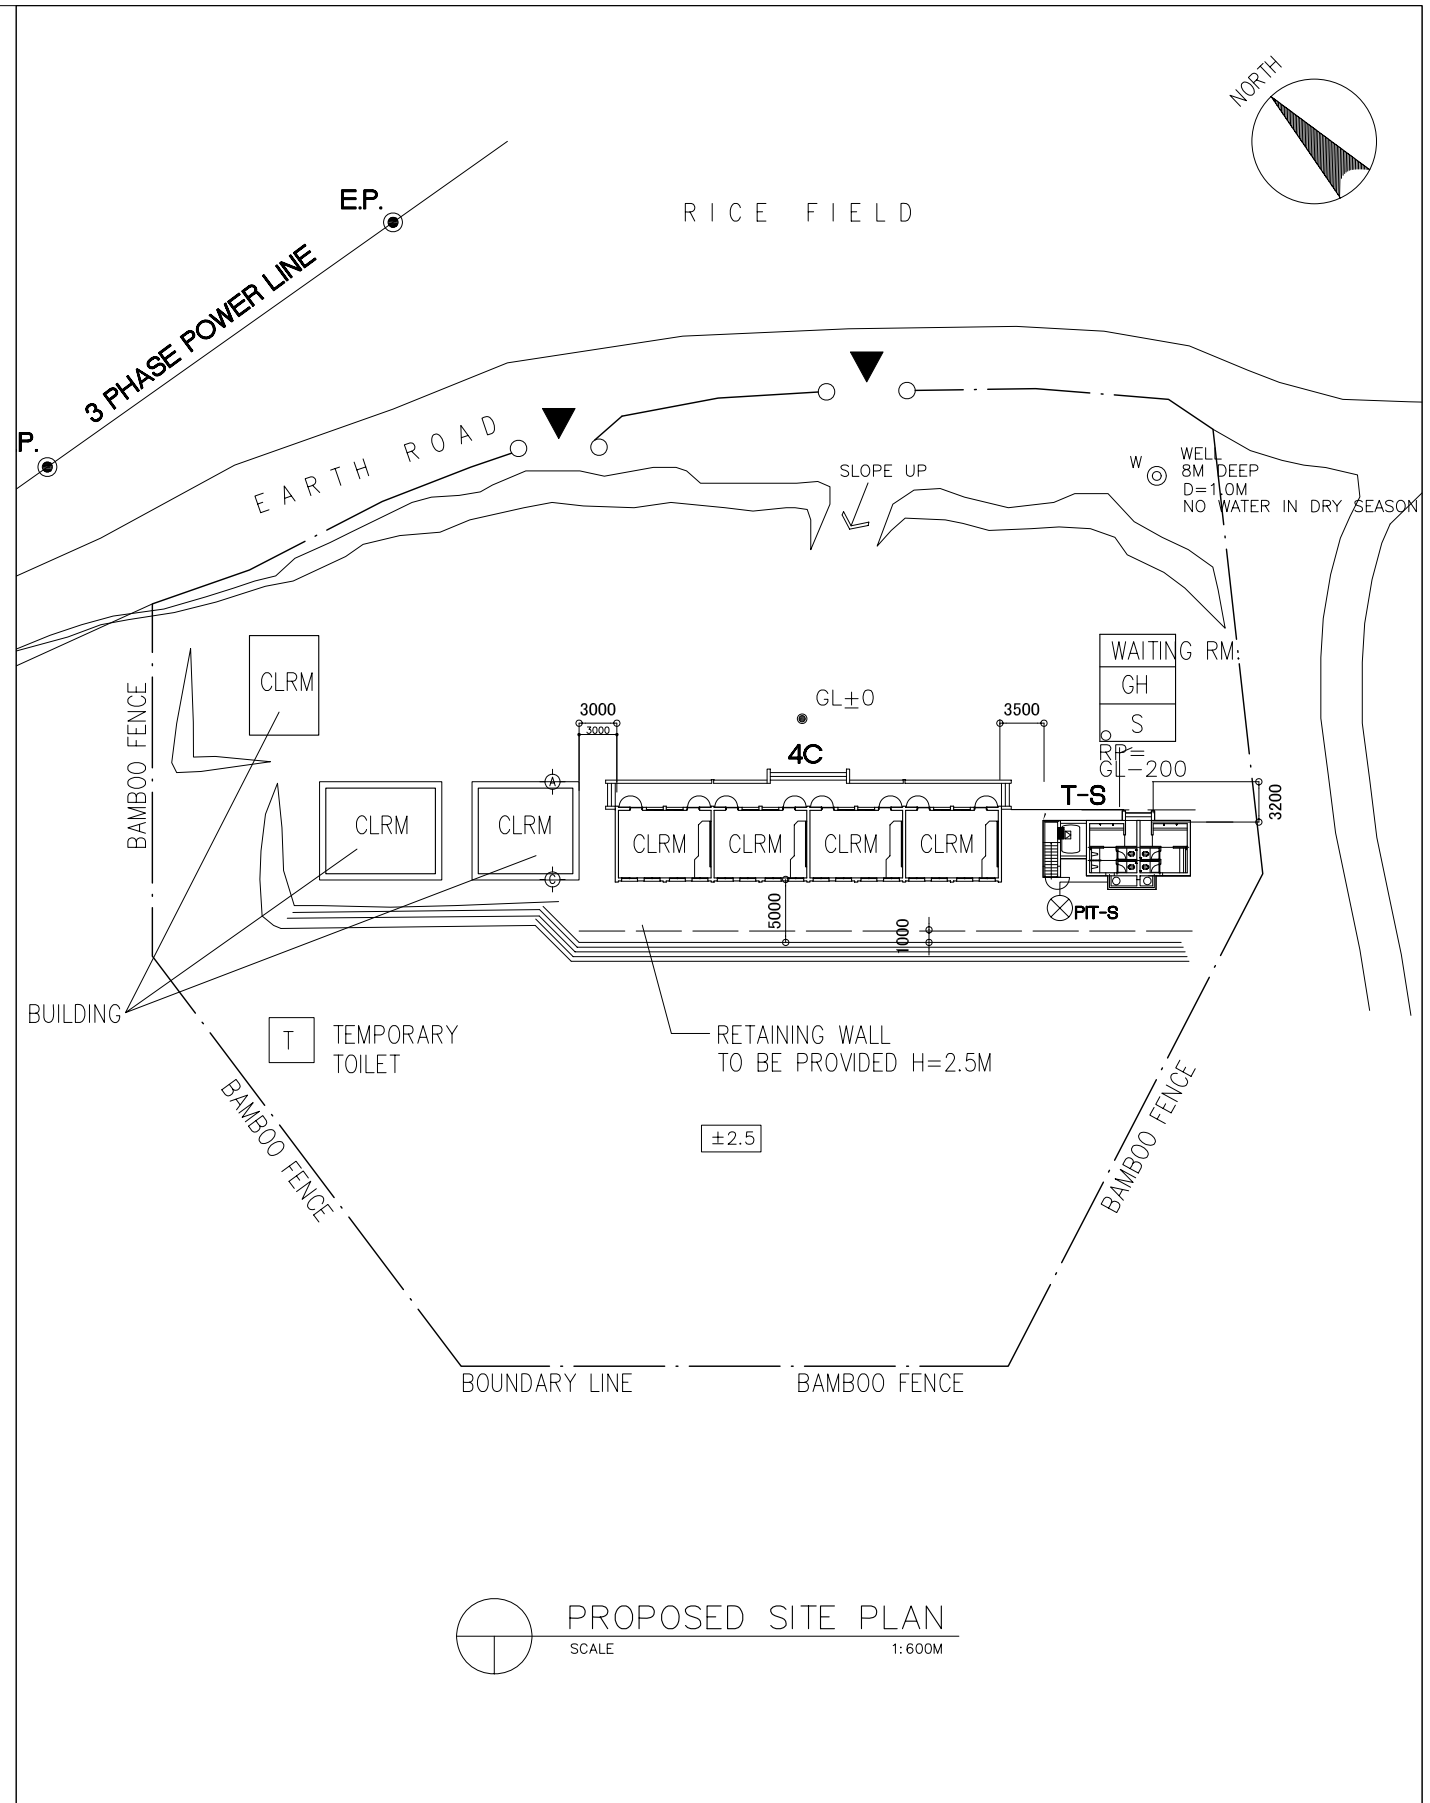 NORTH
E.P.
RICE FIELD
3 PHASE POWER LINE
P.
EARTH ROAD
SLOPE UP
W
WELL
8M DEEP
D=1.0M
NO WATER IN DRY SEASON
WAITING RM.
GH
S
RP=
GL-200
CLRM
BAMBOO FENCE
3000
3000
GL±0
4C
3500
T-S
3200
A
CLRM
CLRM
CLRM
CLRM
CLRM
CLRM
C
PIT-S
5000
1000
BUILDING
T
TEMPORARY
TOILET
RETAINING WALL
TO BE PROVIDED H=2.5M
BAMBOO FENCE
BAMBOO FENCE
±2.5
BOUNDARY LINE
BAMBOO FENCE
PROPOSED SITE PLAN
SCALE 1:600M